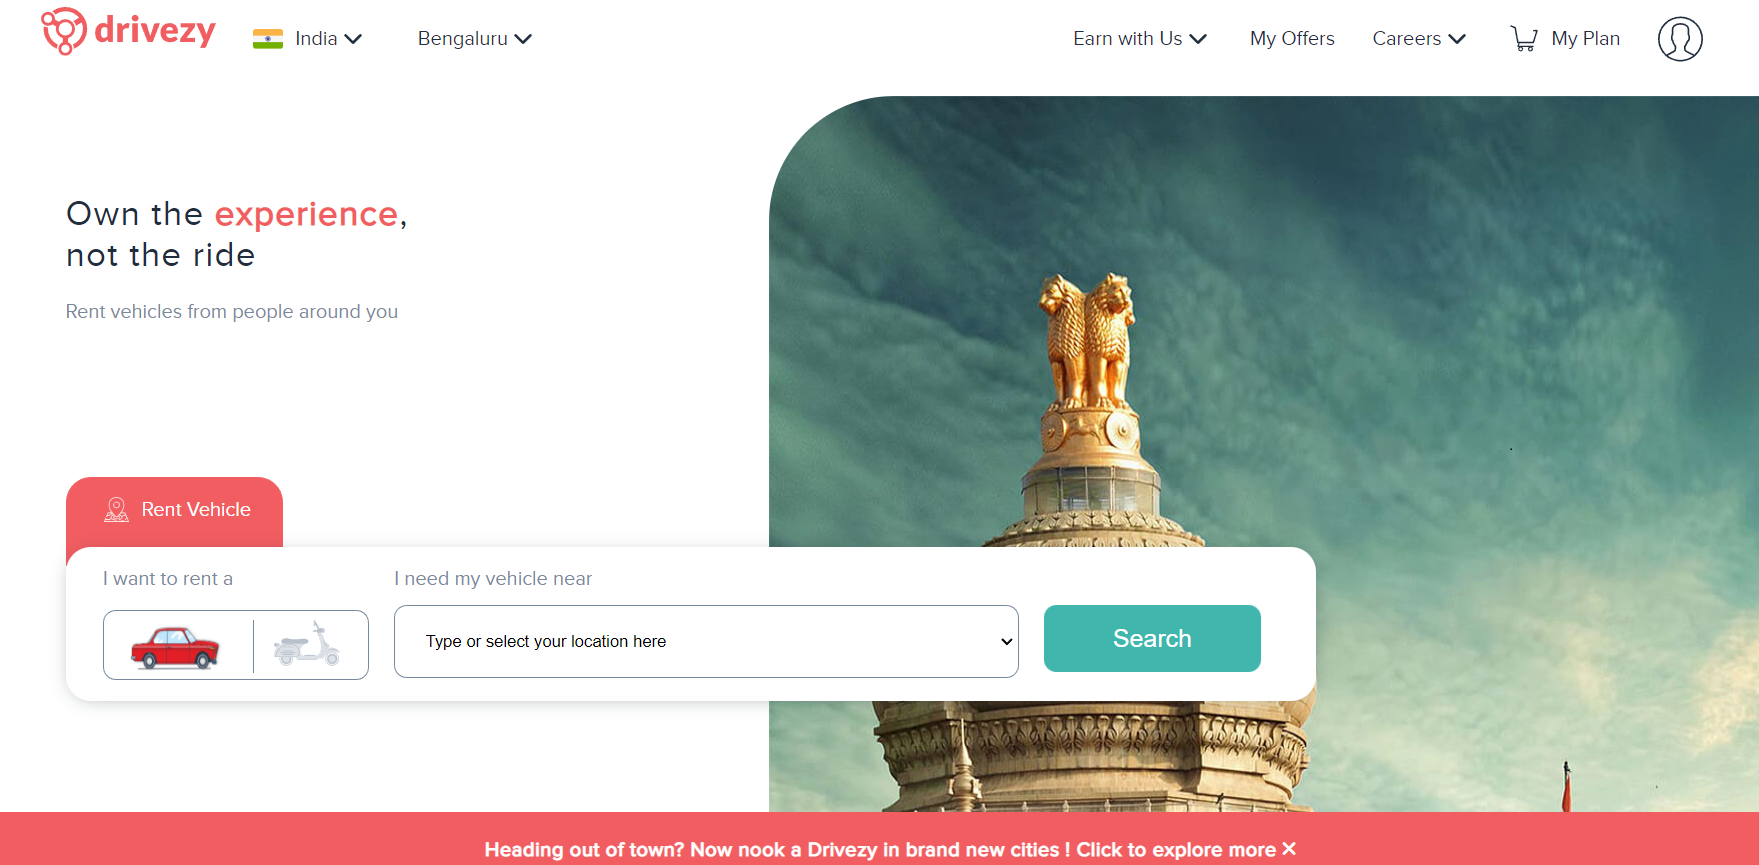 drivezy
India
Bengaluru
Earn with Us
My Offers
Careers
My Plan
Own the experience,
not the ride
Rent vehicles from people around you
Rent Vehicle
I want to rent a
I need my vehicle near
Type or select your location here
Search
Heading out of town? Now nook a Drivezy in brand new cities ! Click to explore more ✕